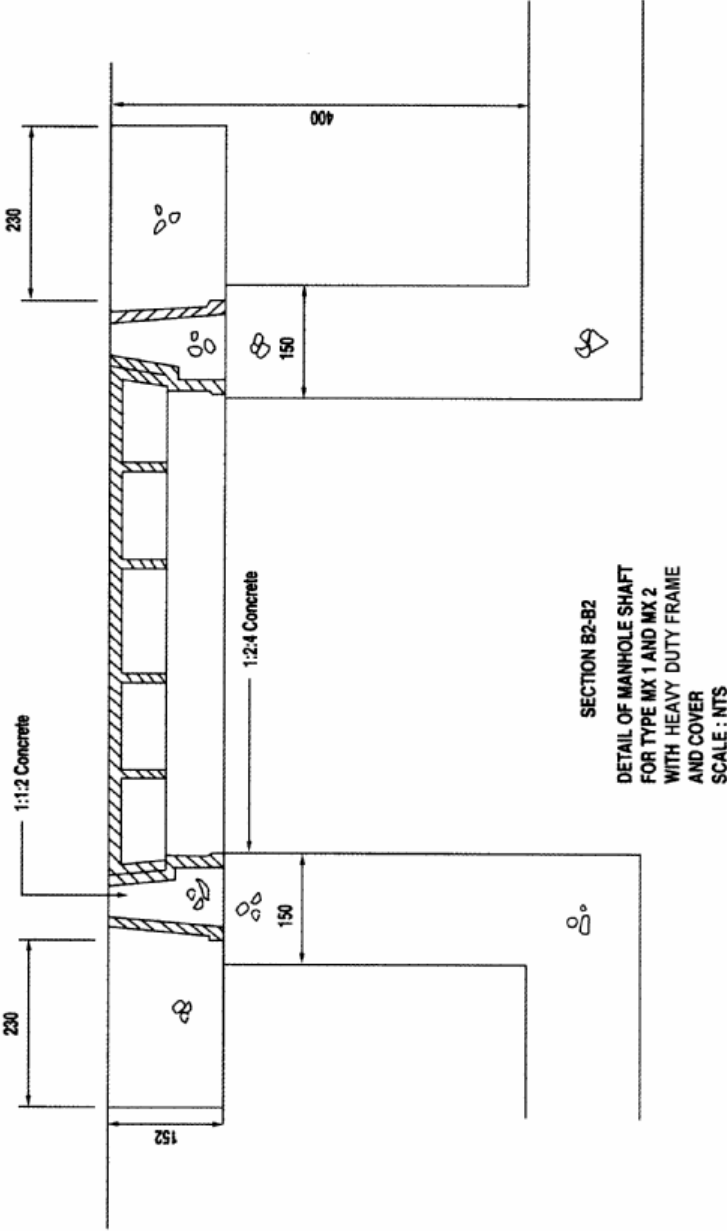 230
230
1:1:2 Concrete
152
400
150
150
1:2:4 Concrete
SECTION B2-B2
DETAIL OF MANHOLE SHAFT
FOR TYPE MX 1 AND MX 2
WITH HEAVY DUTY FRAME
AND COVER
SCALE : NTS